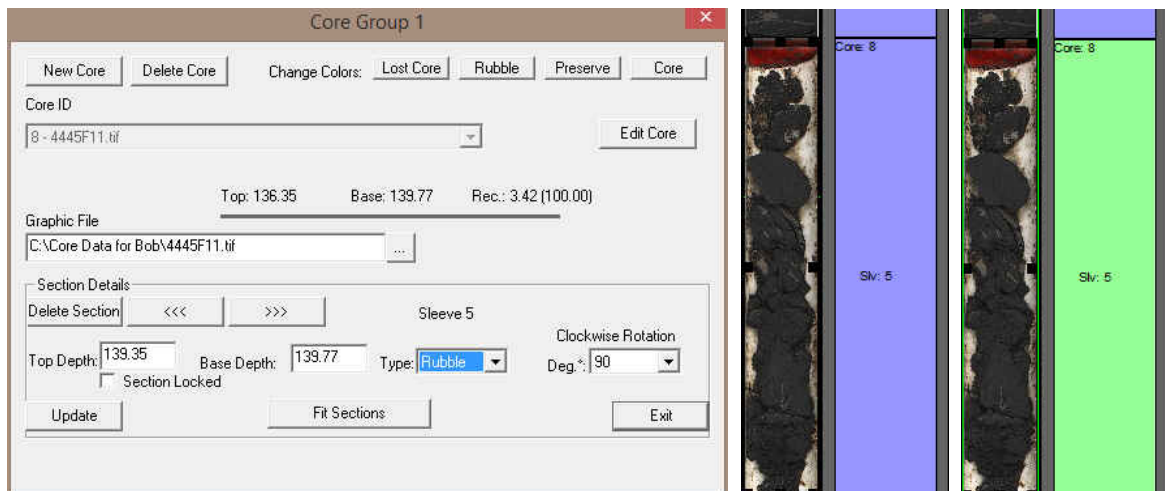 Core Group 1
New Core
Delete Core
Change Colors:
Lost Core
Rubble
Preserve
Core
Core ID
8 - 4445F11.tif
Edit Core
Top: 136.35 Base: 139.77 Rec.: 3.42 (100.00)
Graphic File
C:\Core Data for Bob\4445F11.tif
...
Section Details
Delete Section
<<<
>>>
Sleeve 5
Clockwise Rotation
Top Depth: 139.35
Base Depth: 139.77
Type: Rubble
Deg.*: 90
Section Locked
Update
Fit Sections
Exit
Core: 8
Slv: 5
Core: 8
Slv: 5